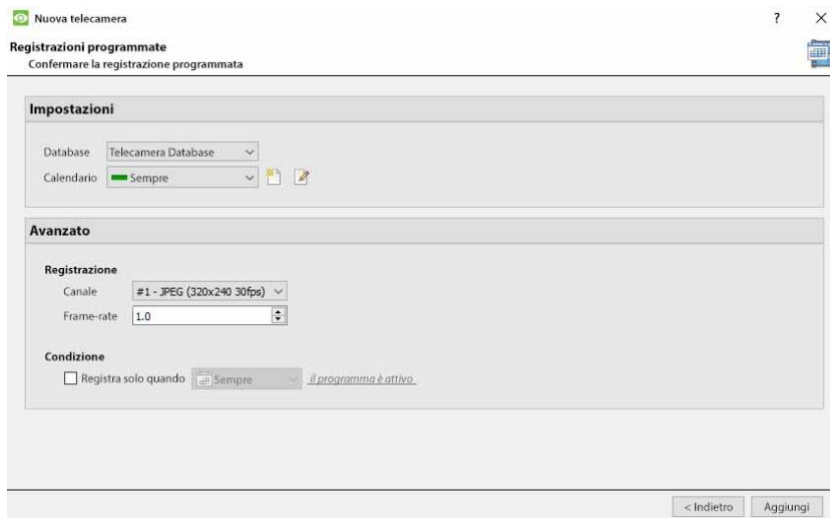 Nuova telecamera
?
Registrazioni programmate
Confermare la registrazione programmata
Impostazioni
Database Telecamera Database
Calendario Sempre
Avanzato
Registrazione
Canale #1 - JPEG (320x240 30fps)
Frame-rate 1.0
Condizione
Registra solo quando Sempre il programma è attivo
< Indietro Aggiungi